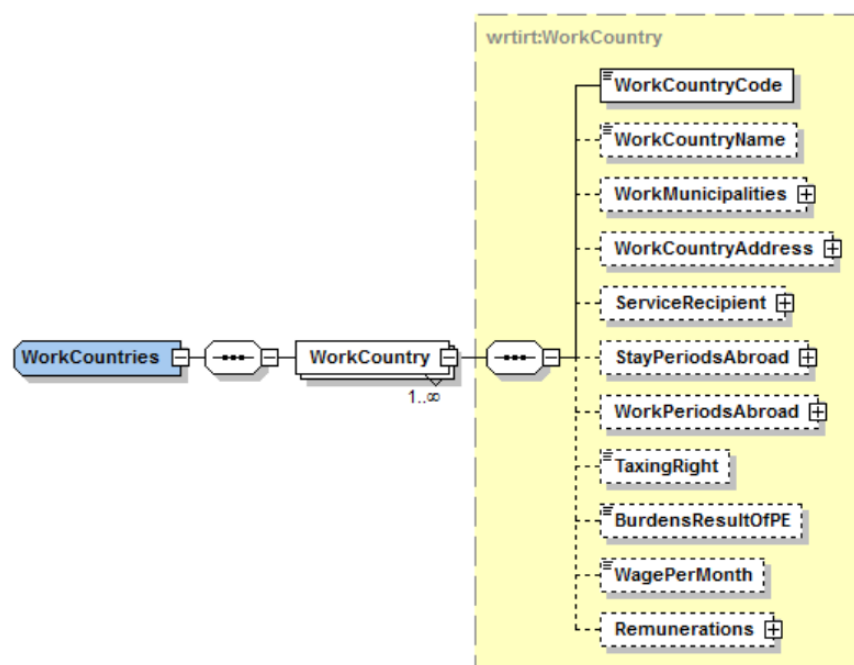 wrtirt:WorkCountry
WorkCountryCode
WorkCountryName
WorkMunicipalities
WorkCountryAddress
ServiceRecipient
WorkCountries
WorkCountry
1..∞
StayPeriodsAbroad
WorkPeriodsAbroad
TaxingRight
BurdensResultOfPE
WagePerMonth
Remunerations